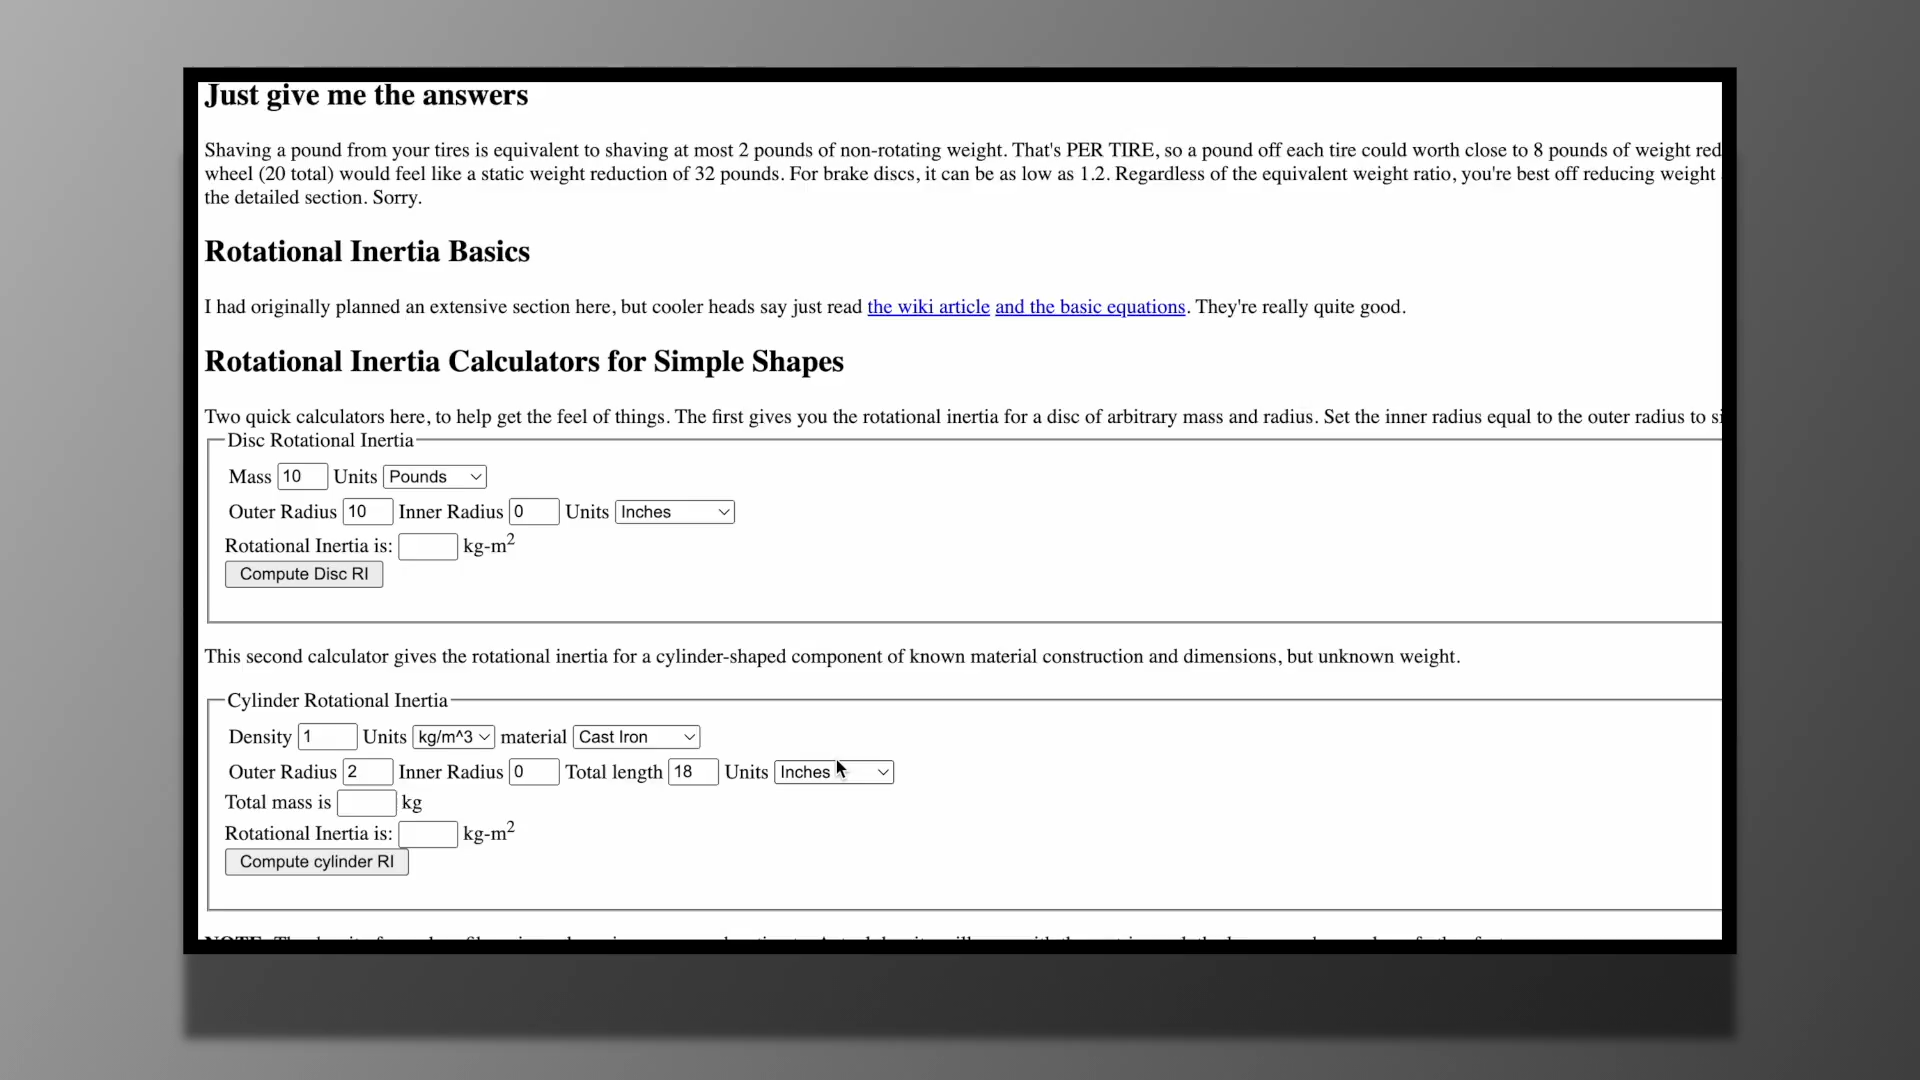 Just give me the answers
Shaving a pound from your tires is equivalent to shaving at most 2 pounds of non-rotating weight. That's PER TIRE, so a pound off each tire could worth close to 8 pounds of weight red
wheel (20 total) would feel like a static weight reduction of 32 pounds. For brake discs, it can be as low as 1.2. Regardless of the equivalent weight ratio, you're best off reducing weight
the detailed section. Sorry.
Rotational Inertia Basics
I had originally planned an extensive section here, but cooler heads say just read the wiki article and the basic equations. They're really quite good.
Rotational Inertia Calculators for Simple Shapes
Two quick calculators here, to help get the feel of things. The first gives you the rotational inertia for a disc of arbitrary mass and radius. Set the inner radius equal to the outer radius to si
Disc Rotational Inertia
Mass 10 Units Pounds
Outer Radius 10 Inner Radius 0 Units Inches
Rotational Inertia is: kg-m²
Compute Disc RI
This second calculator gives the rotational inertia for a cylinder-shaped component of known material construction and dimensions, but unknown weight.
Cylinder Rotational Inertia
Density 1 Units kg/m^3 material Cast Iron
Outer Radius 2 Inner Radius 0 Total length 18 Units Inches
Total mass is kg
Rotational Inertia is: kg-m²
Compute cylinder RI